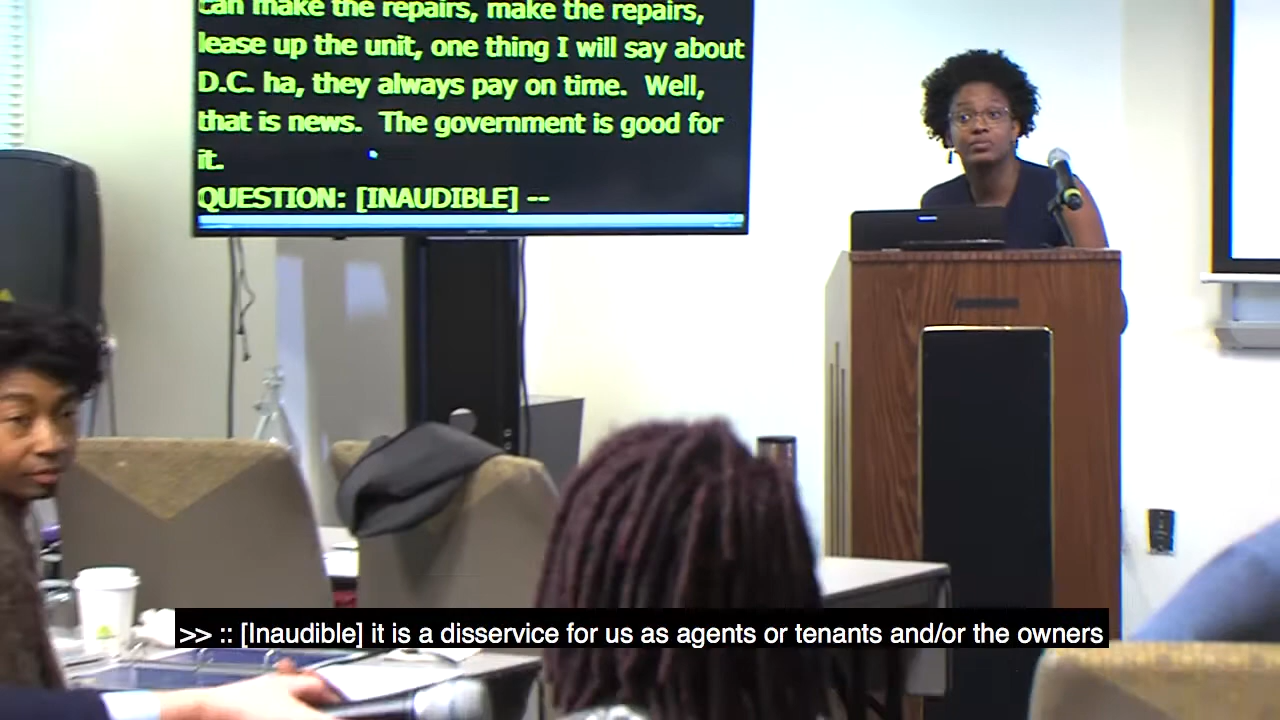 can make the repairs, make the repairs,
lease up the unit, one thing I will say about
D.C. ha, they always pay on time.  Well,
that is news.  The government is good for
it.
QUESTION: [INAUDIBLE] --
>> :: [Inaudible] it is a disservice for us as agents or tenants and/or the owners